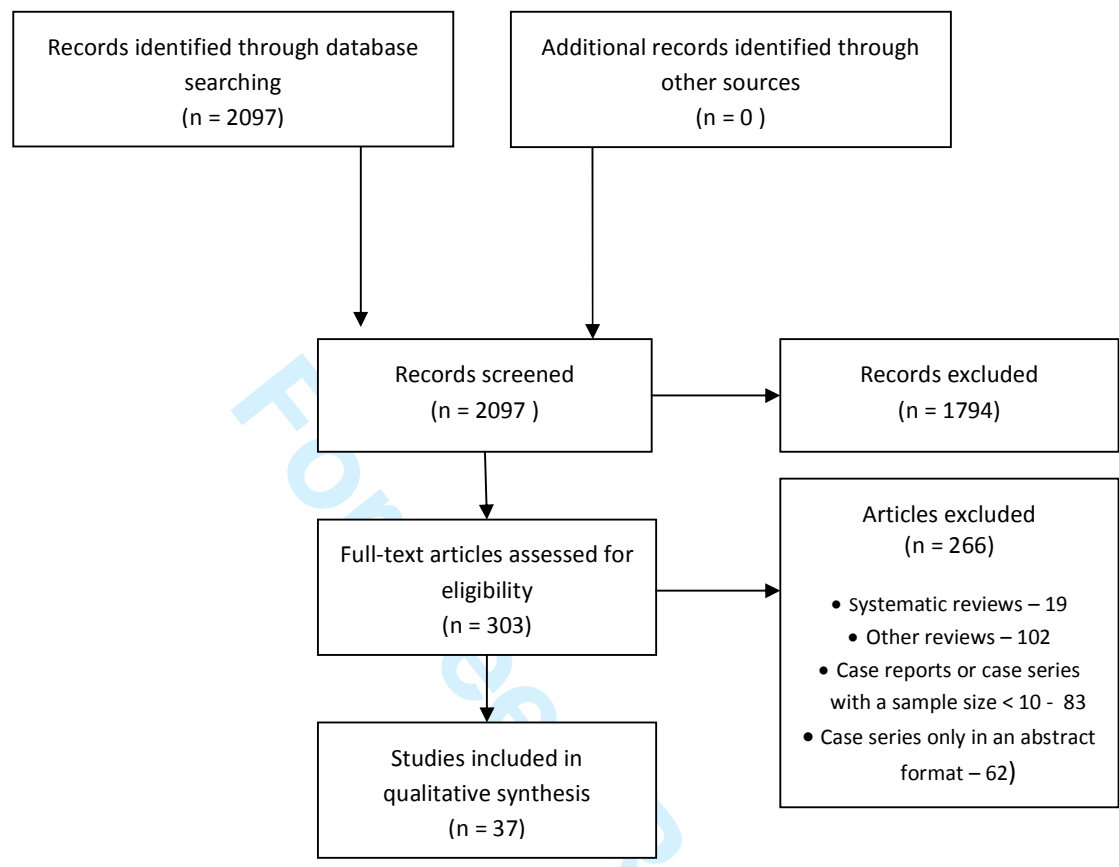 Records identified through database
searching
(n = 2097)
Additional records identified through
other sources
(n = 0 )
Records screened
(n = 2097 )
Records excluded
(n = 1794)
Full-text articles assessed for
eligibility
(n = 303)
Articles excluded
(n = 266)
• Systematic reviews – 19
• Other reviews – 102
• Case reports or case series
with a sample size < 10 - 83
• Case series only in an abstract
format – 62)
Studies included in
qualitative synthesis
(n = 37)
For